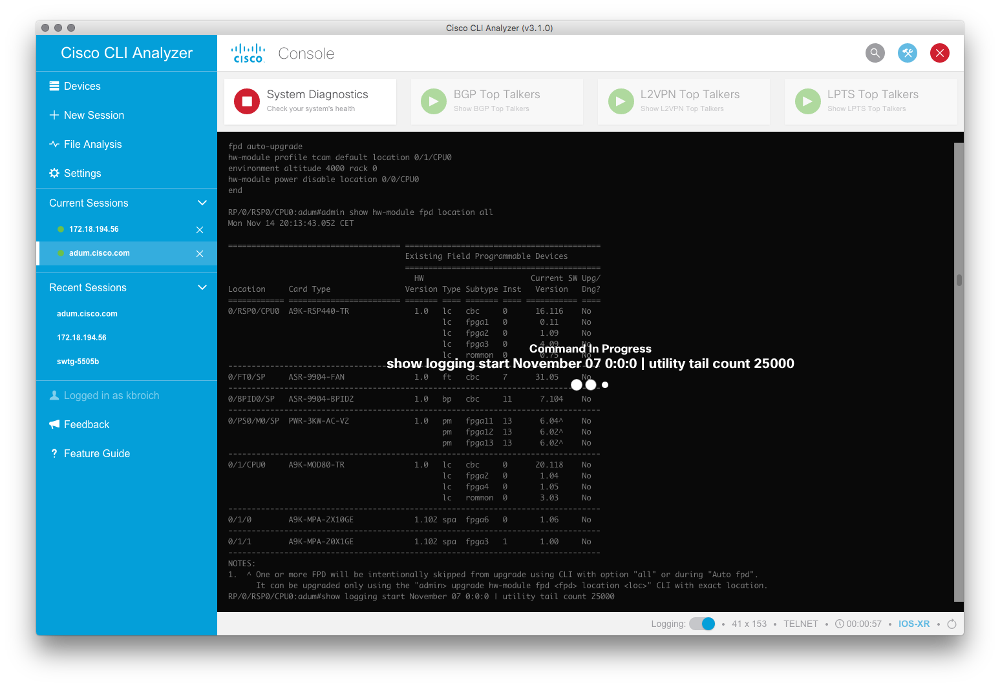 Cisco CLI Analyzer (v3.1.0)
Cisco CLI Analyzer
Devices
New Session
File Analysis
Settings
Current Sessions
172.18.194.56
adum.cisco.com
Recent Sessions
adum.cisco.com
172.18.194.56
swtg-5505b
Logged in as kbroich
Feedback
Feature Guide
CISCO
Console
System Diagnostics
Check your system's health
BGP Top Talkers
Show BGP Top Talkers
L2VPN Top Talkers
Show L2VPN Top Talkers
LPTS Top Talkers
Show LPTS Top Talkers
fpd auto-upgrade
hw-module profile tcam default location 0/1/CPU0
environment altitude 4000 rack 0
hw-module power disable location 0/0/CPU0
end
RP/0/RSP0/CPU0:adum#admin show hw-module fpd location all
Mon Nov 14 20:13:43.052 CET
===================================== ==========================================
Existing Field Programmable Devices
==========================================
HW Current SW Upg/
Location Card Type Version Type Subtype Inst Version Dng?
============ ======================== ======= ==== ======= ==== =========== ====
0/RSP0/CPU0 A9K-RSP440-TR 1.0 lc cbc 0 16.116 No
lc fpga1 0 0.11 No
lc fpga2 0 1.09 No
lc fpga3 0 4.09 No
lc rommon 0 0.75 No
--------------------------------------------------------------------------------
0/FT0/SP ASR-9904-FAN 1.0 ft cbc 7 31.05 No
--------------------------------------------------------------------------------
0/BPID0/SP ASR-9904-BPID2 1.0 bp cbc 11 7.104 No
--------------------------------------------------------------------------------
0/PS0/M0/SP PWR-3KW-AC-V2 1.0 pm fpga11 13 6.04^ No
pm fpga12 13 6.02^ No
pm fpga13 13 6.02^ No
--------------------------------------------------------------------------------
0/1/CPU0 A9K-MOD80-TR 1.0 lc cbc 0 20.118 No
lc fpga2 0 1.04 No
lc fpga4 0 1.05 No
lc rommon 0 3.03 No
--------------------------------------------------------------------------------
0/1/0 A9K-MPA-2X10GE 1.102 spa fpga6 0 1.06 No
--------------------------------------------------------------------------------
0/1/1 A9K-MPA-20X1GE 1.102 spa fpga3 1 1.00 No
--------------------------------------------------------------------------------
NOTES:
1. ^ One or more FPD will be intentionally skipped from upgrade using CLI with option "all" or during "Auto fpd".
It can be upgraded only using the "admin> upgrade hw-module fpd <fpd> location <loc>" CLI with exact location.
RP/0/RSP0/CPU0:adum#show logging start November 07 0:0:0 | utility tail count 25000
Command In Progress
show logging start November 07 0:0:0 | utility tail count 25000
Logging: • 41 x 153 • TELNET • 00:00:57 • IOS-XR •